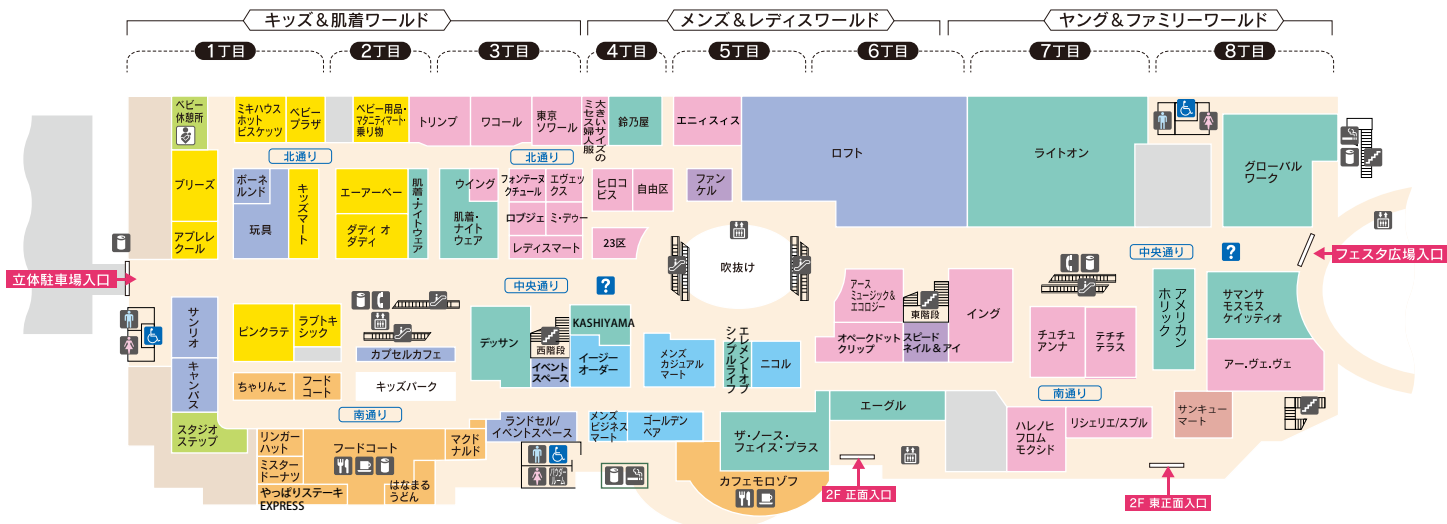 キッズ&肌着ワールド
メンズ&レディスワールド
ヤング&ファミリーワールド
1丁目
2丁目
3丁目
4丁目
5丁目
6丁目
7丁目
8丁目
ベビー
休憩所
ミキハウス
ホット
ビスケッツ
ベビー
プラザ
ベビー用品・
マタニティマート・
乗り物
トリンプ
ワコール
東京
ソワール
大きいサイズの
ミセス婦人服
鈴乃屋
エニィスィス
ロフト
ライトオン
グローバル
ワーク
北通り
北通り
ブリーズ
ボーネ
ルンド
キッズマート
玩具
アプレレ
クール
エーアーベー
ダディ オ
ダディ
肌着・ナイトウェア
ウイング
肌着・
ナイト
ウェア
フォンテーヌ
クチュール
エヴェッ
クス
ロブジェ
ミ・デゥー
レディスマート
ヒロコ
ビス
自由区
23区
ファン
ケル
吹抜け
中央通り
中央通り
?
?
立体駐車場入口
フェスタ広場入口
サンリオ
キャンバス
スタジオ
ステップ
ピンクラテ
ラブトキ
シック
ちゃりんこ
フード
コート
カプセルカフェ
キッズパーク
デッサン
西階段
イベント
スペース
KASHIYAMA
イージー
オーダー
メンズ
カジュアル
マート
エレメントオブ
シンプルライフ
ニコル
アース
ミュージック&
エコロジー
オペークドット
クリップ
東階段
スピード
ネイル&アイ
イング
チュチュ
アンナ
テチチ
テラス
アメリカン
ホリック
サマンサ
モスモス
ケイッティオ
アー.ヴェ.ヴェ
サンキュー
マート
南通り
南通り
リンガー
ハット
ミスター
ドーナツ
やっぱりステーキ
EXPRESS
フードコート
はなまる
うどん
マクド
ナルド
ランドセル/
イベントスペース
パウダー
ルーム
メンズ
ビジネス
マート
ゴールデン
ベア
ザ・ノース・
フェイス・プラス
カフェモロゾフ
エーグル
ハレノヒ
フロム
モクシド
リシェリエ/スプル
2F 正面入口
2F 東正面入口